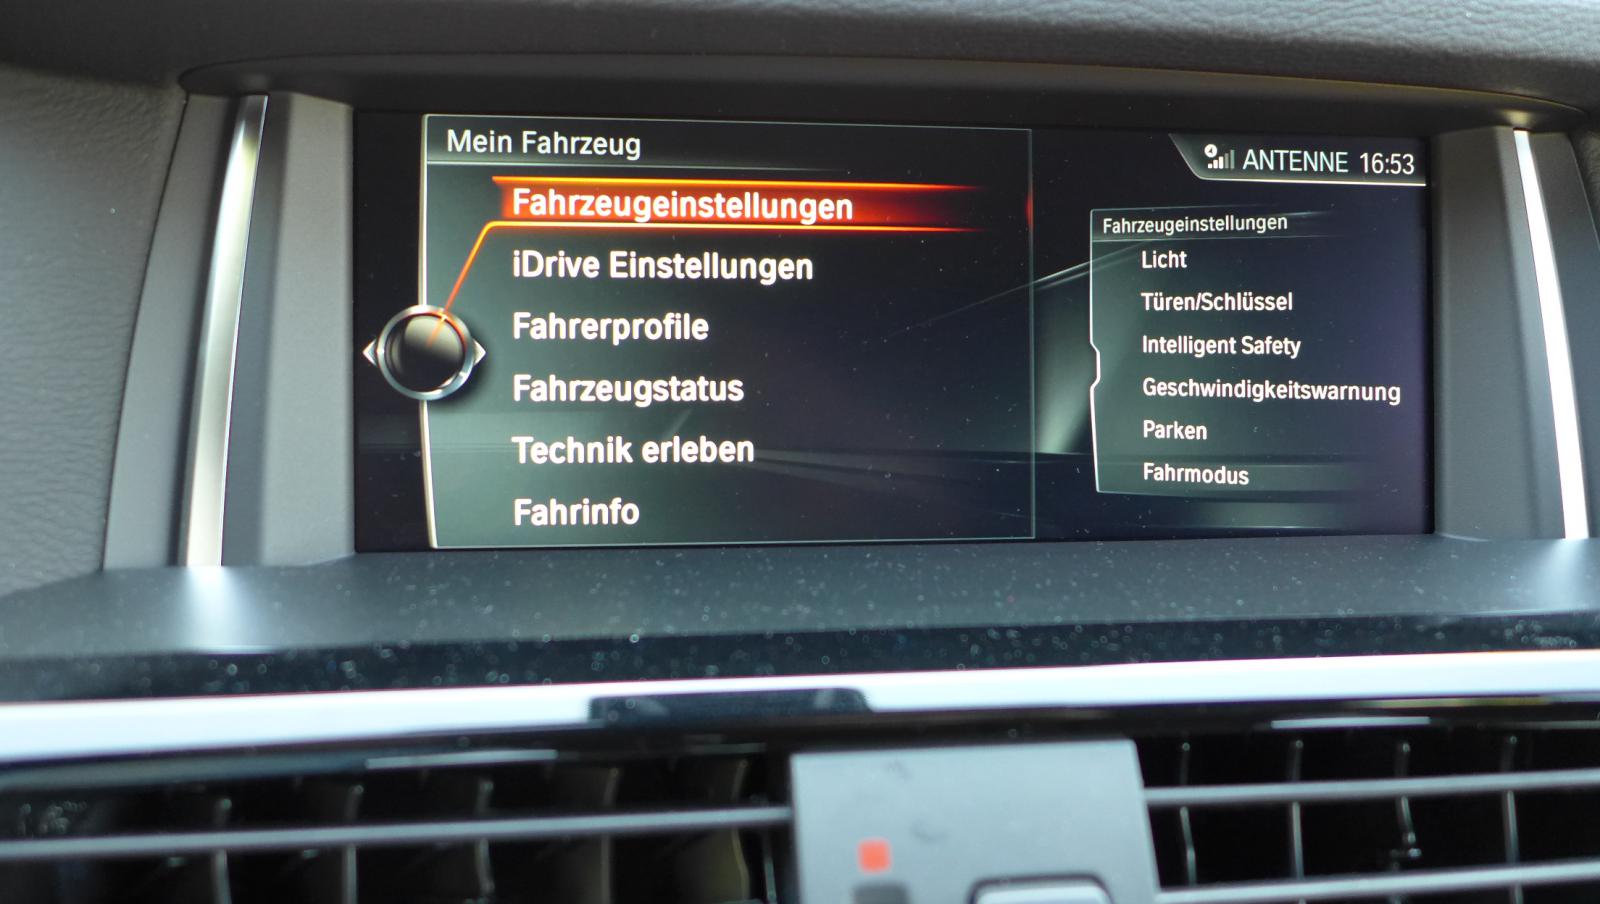 Mein Fahrzeug
ANTENNE 16:53
Fahrzeugeinstellungen
iDrive Einstellungen
Fahrerprofile
Fahrzeugstatus
Technik erleben
Fahrinfo
Fahrzeugeinstellungen
Licht
Türen/Schlüssel
Intelligent Safety
Geschwindigkeitswarnung
Parken
Fahrmodus